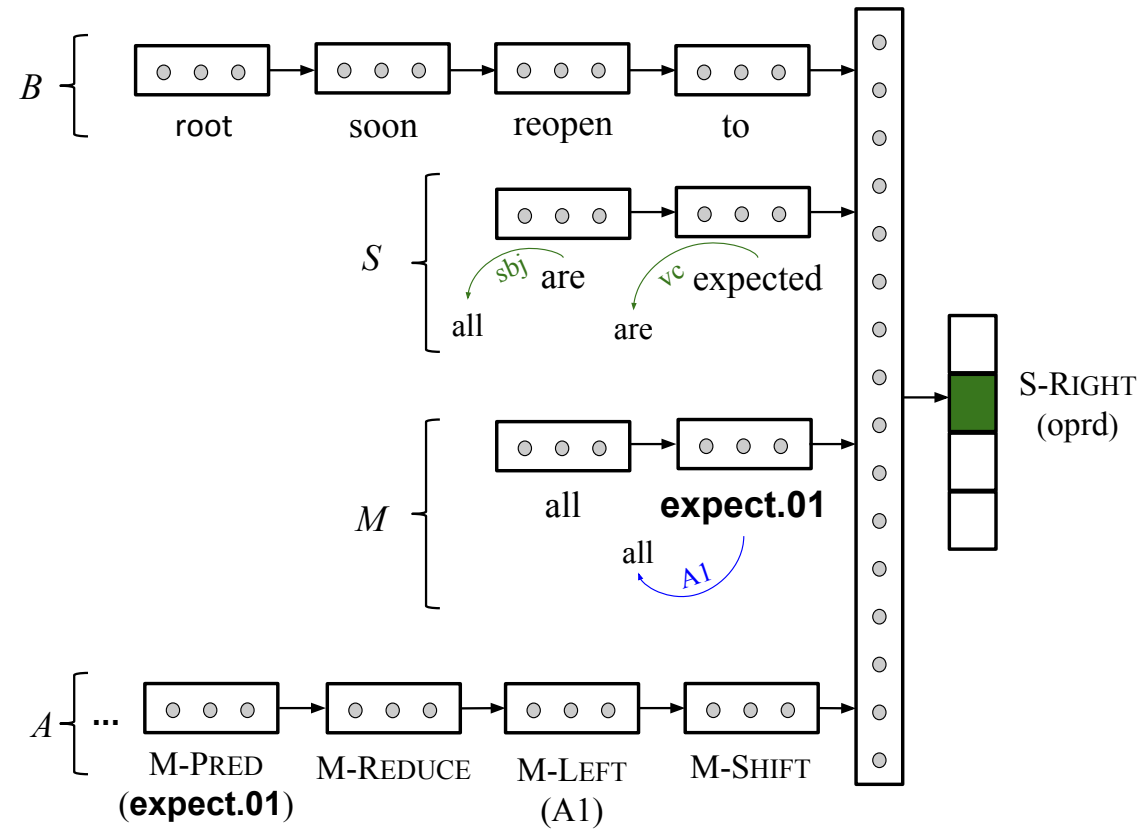 B
root soon reopen to
S
sbj are vc expected
all are
M
all expect.01
all A1
S-RIGHT
(oprd)
A ...
M-PRED M-REDUCE M-LEFT M-SHIFT
(expect.01) (A1)